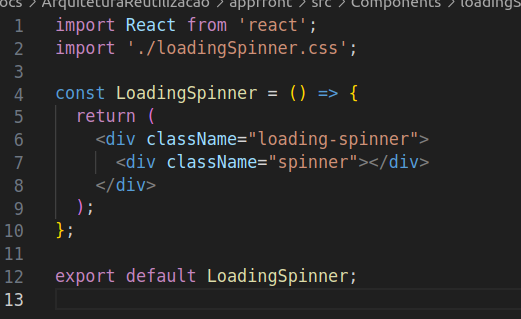 ocs > ArquiteturaReutilizacao > appfront > src > Components > loadingS
1 import React from 'react';
2 import './loadingSpinner.css';
3
4 const LoadingSpinner = () => {
5 return (
6 <div className="loading-spinner">
7 <div className="spinner"></div>
8 </div>
9 );
10 };
11
12 export default LoadingSpinner;
13